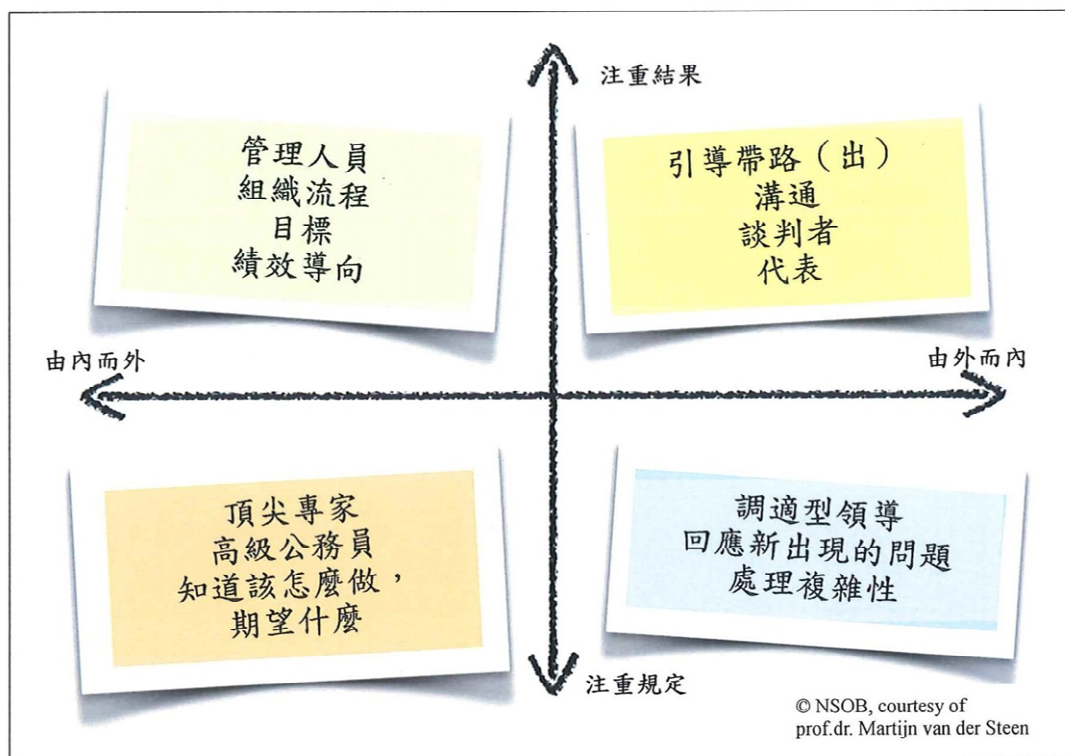 注重結果
管理人員
組織流程
目標
績效導向
引導帶路（出）
溝通
談判者
代表
由內而外
由外而內
頂尖專家
高級公務員
知道該怎麼做，
期望什麼
調適型領導
回應新出現的問題
處理複雜性
注重規定
© NSOB, courtesy of
prof.dr. Martijn van der Steen